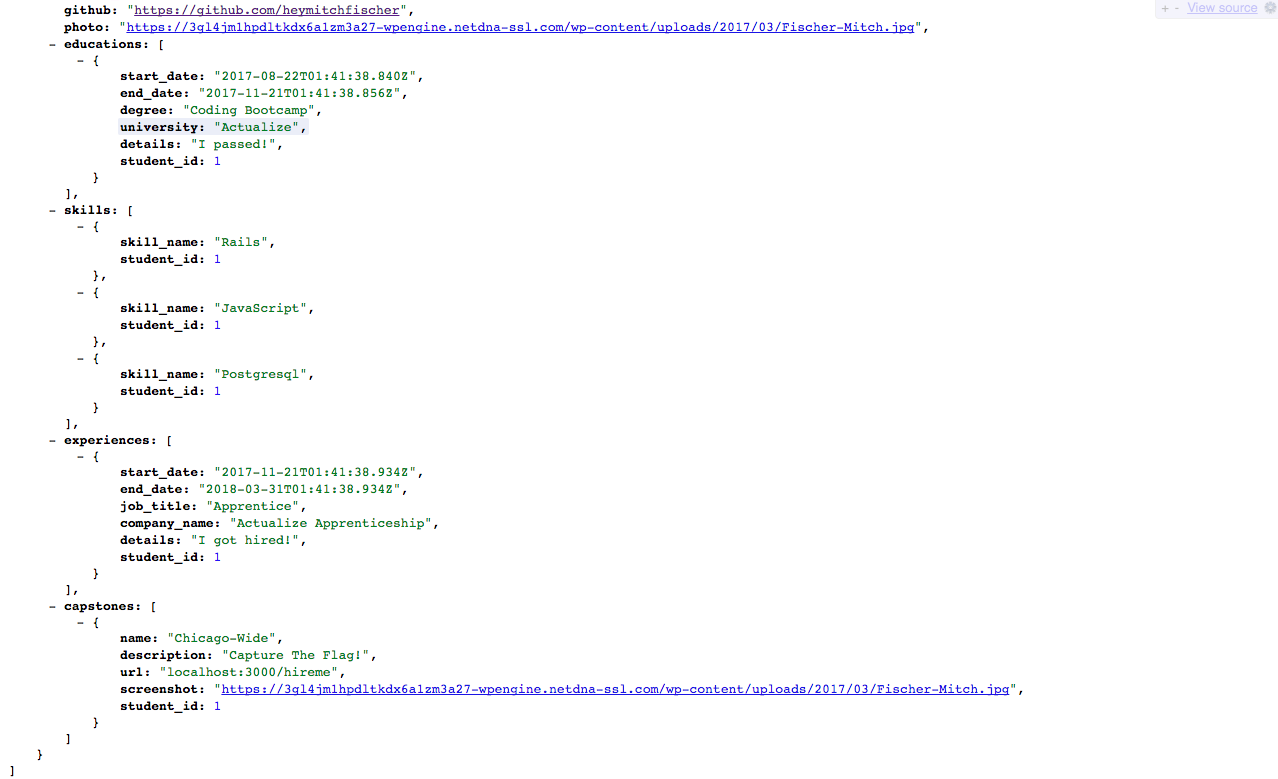 github: "https://github.com/heymitchfischer",
+ - View source
photo: "https://3gl4jm1hpdltkdx6a1zm3a27-wpengine.netdna-ssl.com/wp-content/uploads/2017/03/Fischer-Mitch.jpg",
- educations: [
- {
start_date: "2017-08-22T01:41:38.840Z",
end_date: "2017-11-21T01:41:38.856Z",
degree: "Coding Bootcamp",
university: "Actualize",
details: "I passed!",
student_id: 1
}
],
- skills: [
- {
skill_name: "Rails",
student_id: 1
},
- {
skill_name: "JavaScript",
student_id: 1
},
- {
skill_name: "Postgresql",
student_id: 1
}
],
- experiences: [
- {
start_date: "2017-11-21T01:41:38.934Z",
end_date: "2018-03-31T01:41:38.934Z",
job_title: "Apprentice",
company_name: "Actualize Apprenticeship",
details: "I got hired!",
student_id: 1
}
],
- capstones: [
- {
name: "Chicago-Wide",
description: "Capture The Flag!",
url: "localhost:3000/hireme",
screenshot: "https://3gl4jm1hpdltkdx6a1zm3a27-wpengine.netdna-ssl.com/wp-content/uploads/2017/03/Fischer-Mitch.jpg",
student_id: 1
}
]
}
]